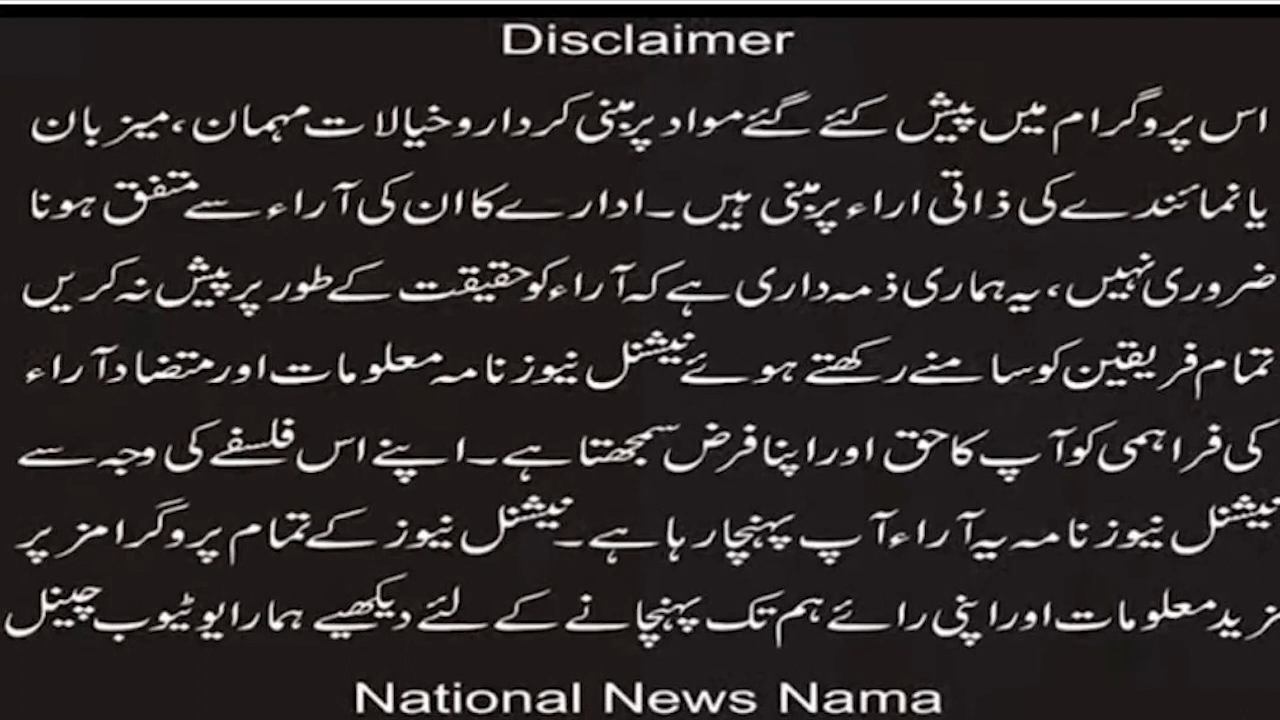 Disclaimer
اس پروگرام میں پیش کئے گئے مواد پر مبنی کردار و خیالات مہمان، میزبان
یا نمائندے کی ذاتی اراء پر مبنی ہیں۔ ادارے کا ان کی آراء سے متفق ہونا
ضروری نہیں، یہ ہماری ذمہ داری ہے کہ آراء کو حقیقت کے طور پر پیش نہ کریں
تمام فریقین کو سامنے رکھتے ہوئے نیشنل نیوز نامہ معلومات اور متضاد آراء
کی فراہمی کو آپ کا حق اور اپنا فرض سمجھتا ہے۔ اپنے اس فلسفے کی وجہ سے
نیشنل نیوز نامہ یہ آراء آپ پہنچا رہا ہے۔ نیشنل نیوز کے تمام پروگرامز پر
مزید معلومات اور اپنی رائے ہم تک پہنچانے کے لئے دیکھیے ہمارا یوٹیوب چینل
National News Nama